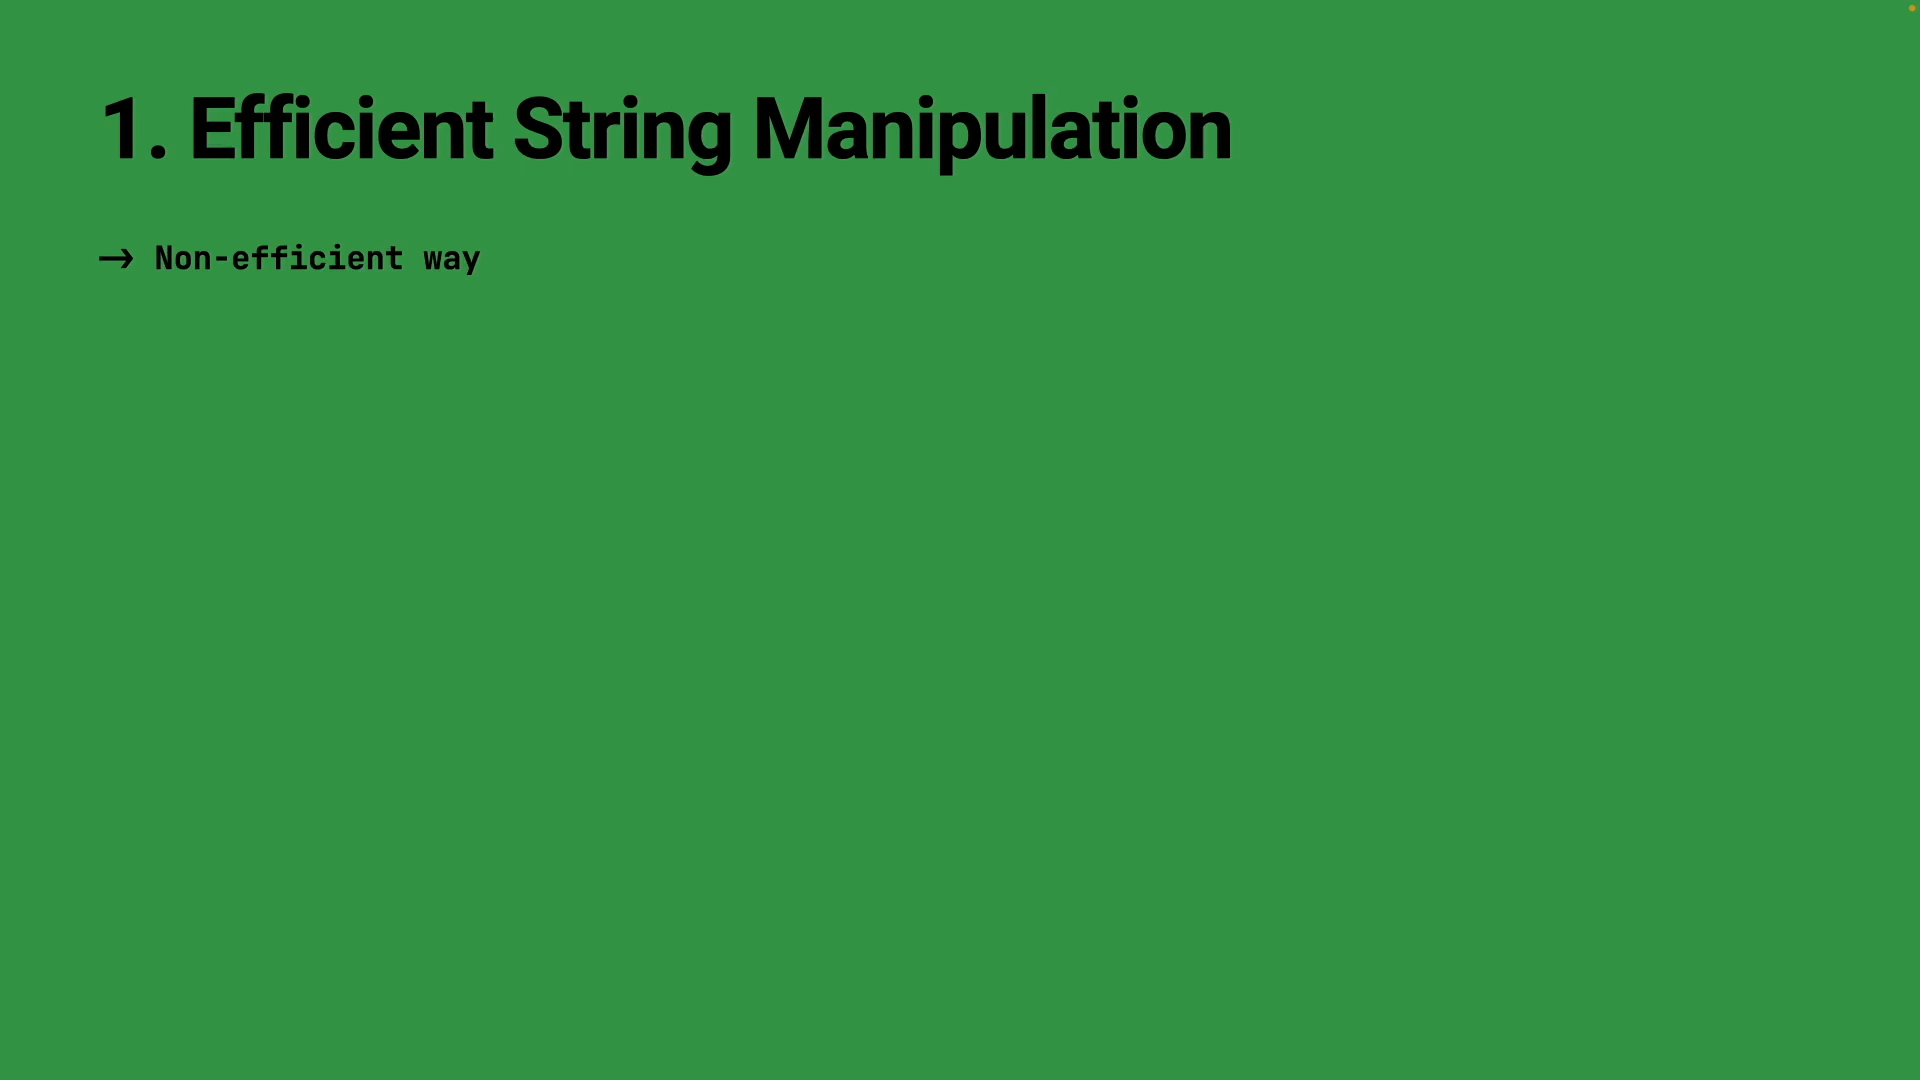 1. Efficient String Manipulation
→ Non-efficient way